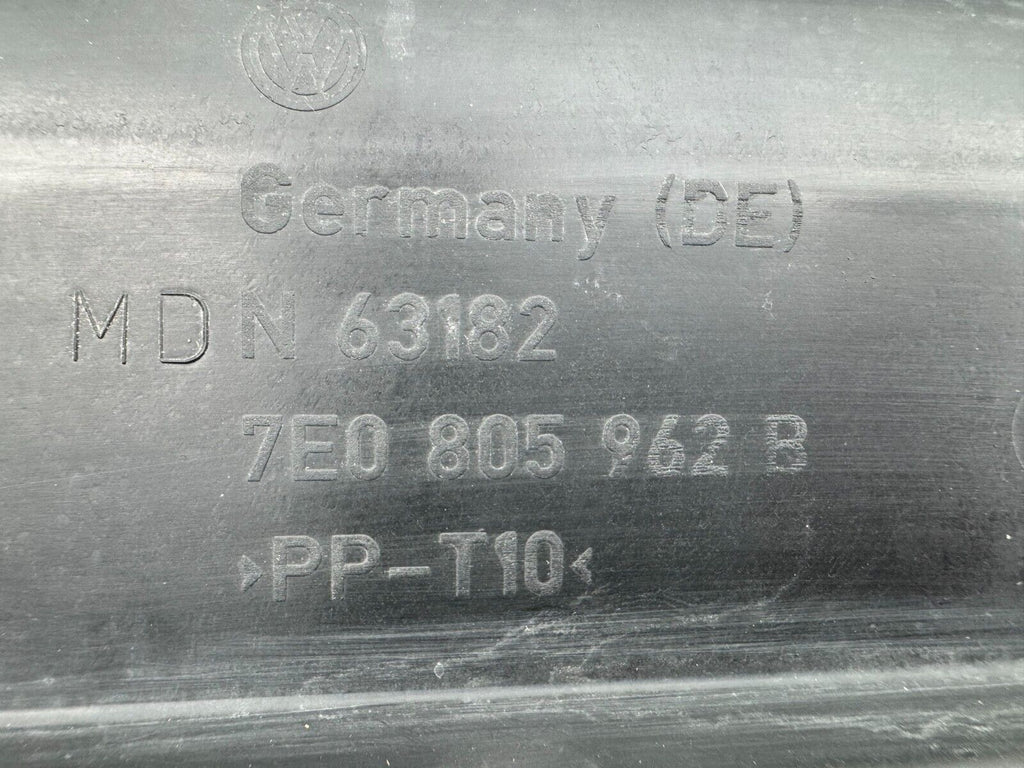 Germany (DE)
MDN 63182
7E0 805 962 B
>PP-T10<